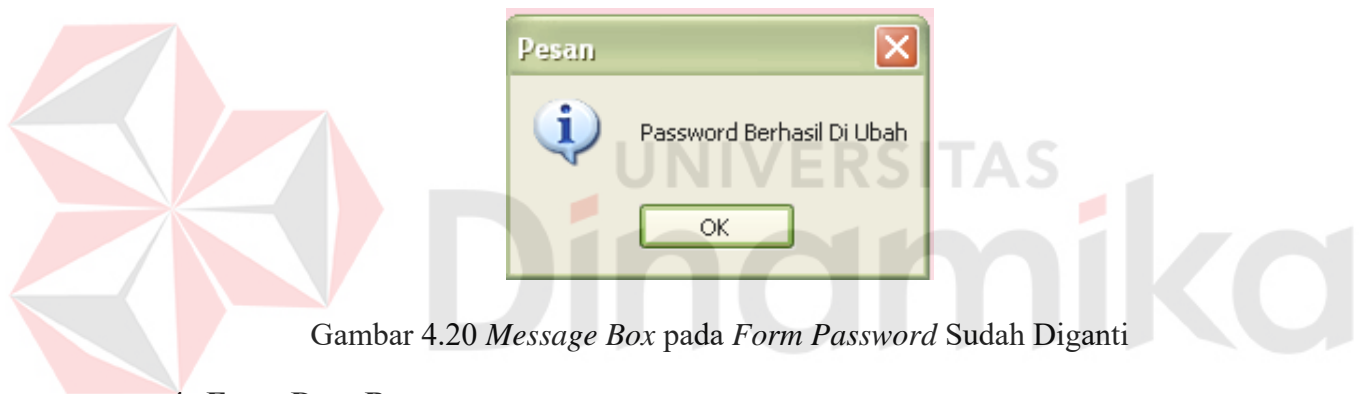 Pesan
Password Berhasil Di Ubah
UNIVERSITAS
OK
Dinamika
Gambar 4.20 Message Box pada Form Password Sudah Diganti